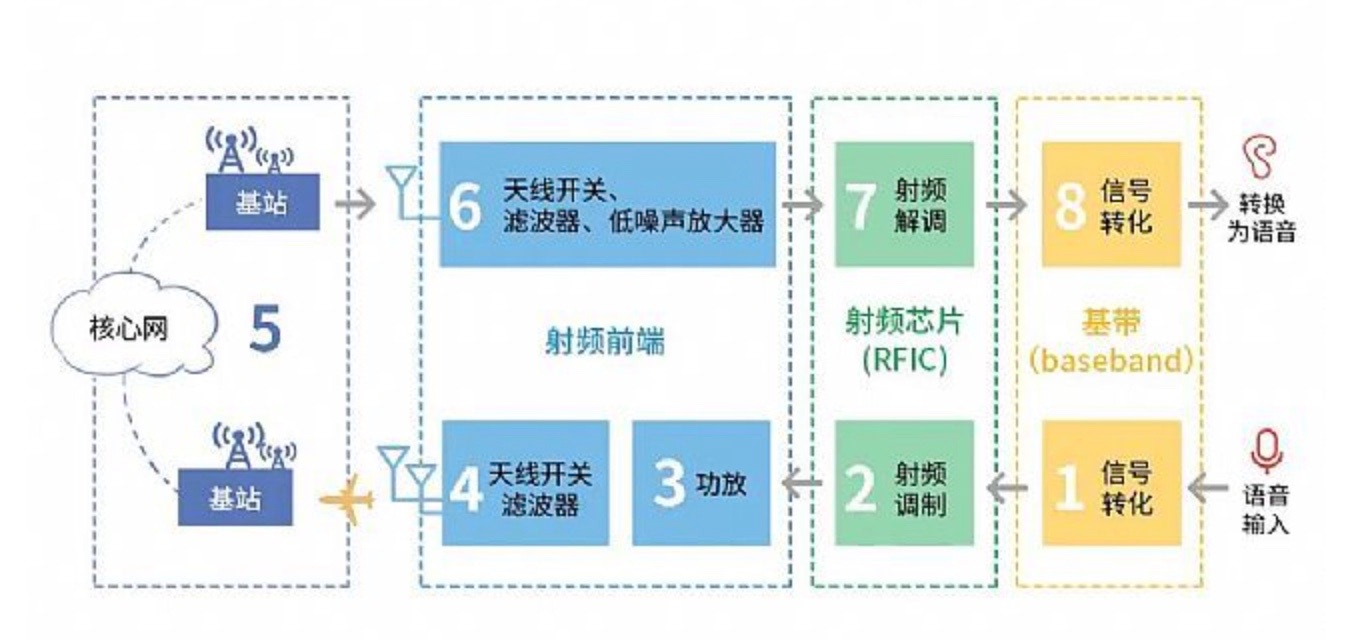 基站
6
天线开关、
滤波器、低噪声放大器
7
射频
解调
8
信号
转化
转换
为语音
核心网
5
射频前端
射频芯片
(RFIC)
基带
（baseband）
基站
4
天线开关
滤波器
3
功放
2
射频
调制
1
信号
转化
语音
输入